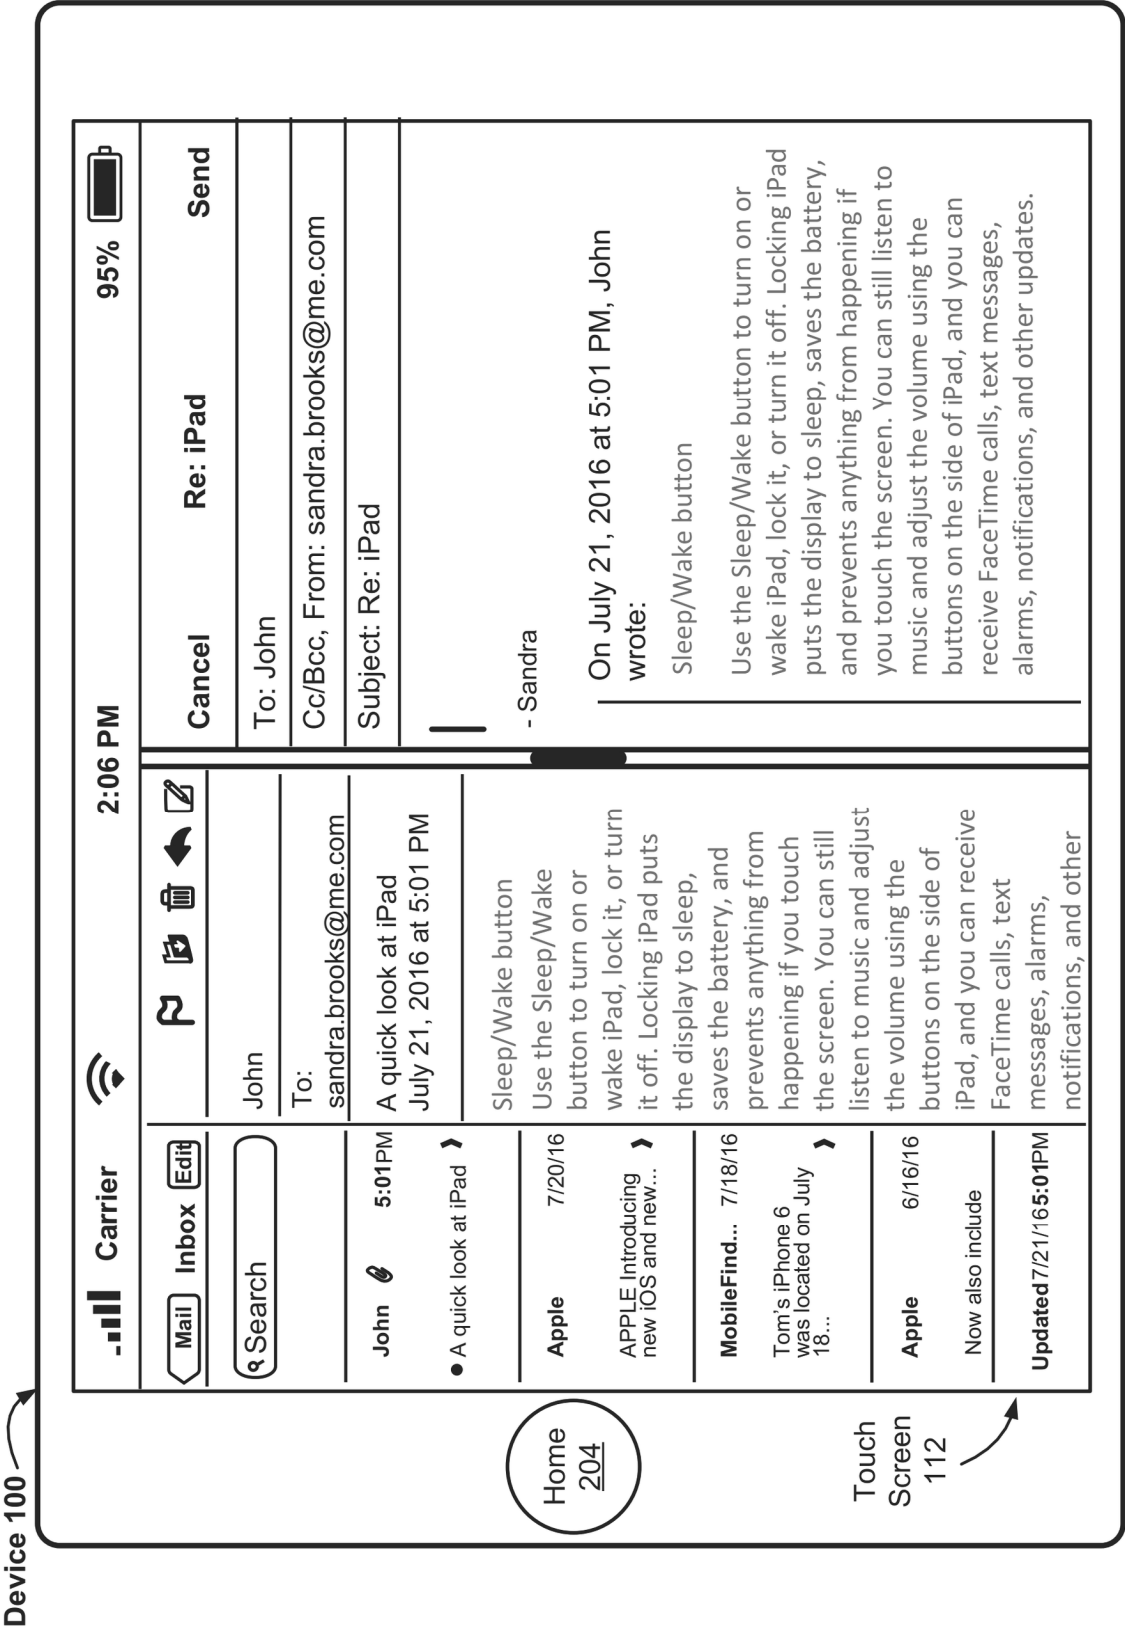 Device 100
Carrier
2:06 PM
95%
Mail
Inbox
Edit
Search
John
5:01PM
A quick look at iPad
Apple
7/20/16
APPLE Introducing
new iOS and new...
MobileFind...
7/18/16
Tom's iPhone 6
was located on July
18...
Apple
6/16/16
Now also include
Updated 7/21/16 5:01PM
John
To:
sandra.brooks@me.com
A quick look at iPad
July 21, 2016 at 5:01 PM
Sleep/Wake button
Use the Sleep/Wake
button to turn on or
wake iPad, lock it, or turn
it off. Locking iPad puts
the display to sleep,
saves the battery, and
prevents anything from
happening if you touch
the screen. You can still
listen to music and adjust
the volume using the
buttons on the side of
iPad, and you can receive
FaceTime calls, text
messages, alarms,
notifications, and other
Cancel
Re: iPad
Send
To: John
Cc/Bcc, From: sandra.brooks@me.com
Subject: Re: iPad
- Sandra
On July 21, 2016 at 5:01 PM, John
wrote:
Sleep/Wake button
Use the Sleep/Wake button to turn on or
wake iPad, lock it, or turn it off. Locking iPad
puts the display to sleep, saves the battery,
and prevents anything from happening if
you touch the screen. You can still listen to
music and adjust the volume using the
buttons on the side of iPad, and you can
receive FaceTime calls, text messages,
alarms, notifications, and other updates.
Home
204
Touch
Screen
112